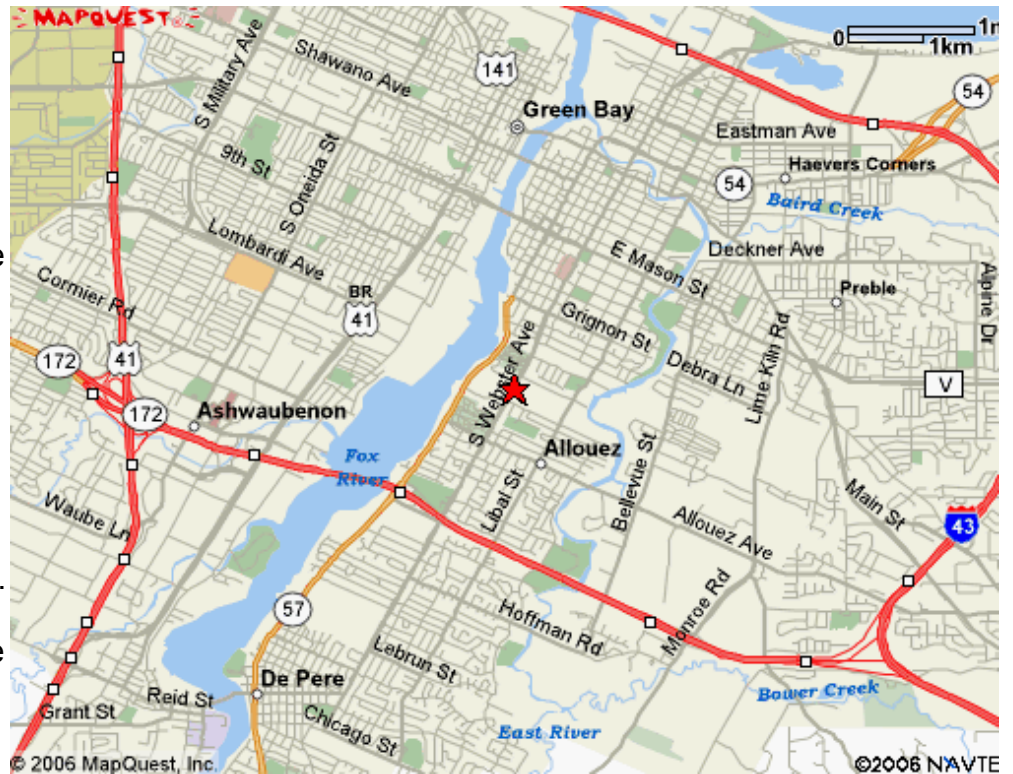 MAPQUEST
S Military Ave
Shawano Ave
141
0
1m
1km
54
Green Bay
Eastman Ave
Haevers Corners
9th St
S Oneida St
54
Baird Creek
Lombardi Ave
E Mason St
Deckner Ave
e
Cormier Rd
BR
41
Preble
Alpine Dr
Grignon St
172
41
S Webster Ave
Debra Ln
Lime Kiln Rd
V
172
Ashwaubenon
Fox
River
Allouez
Libal St
Bellevue St
Main St
Waube Ln
Allouez Ave
43
57
Hoffman Rd
Monroe Rd
e
Lebrun St
Reid St
De Pere
Bower Creek
Grant St
Chicago St
East River
© 2006 MapQuest, Inc.
©2006 NAVTE